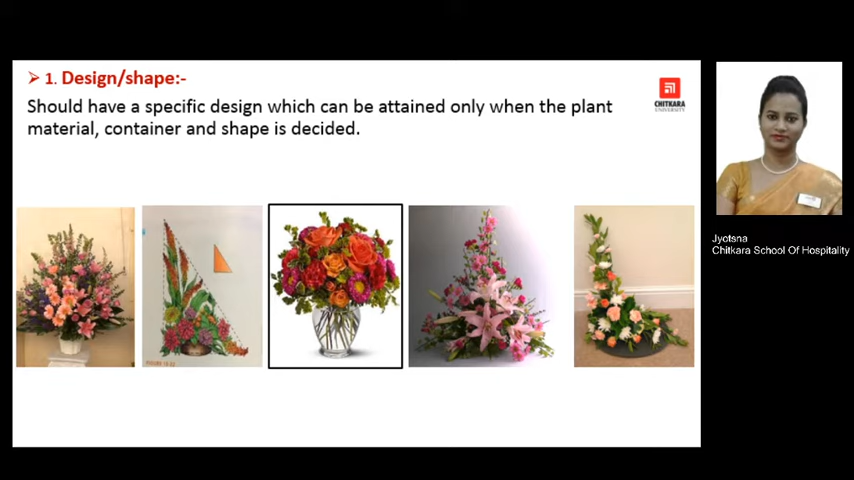 ➢ 1. Design/shape:-
Should have a specific design which can be attained only when the plant
material, container and shape is decided.
CHITKARA
UNIVERSITY
Jyotsna
Chitkara School Of Hospitality